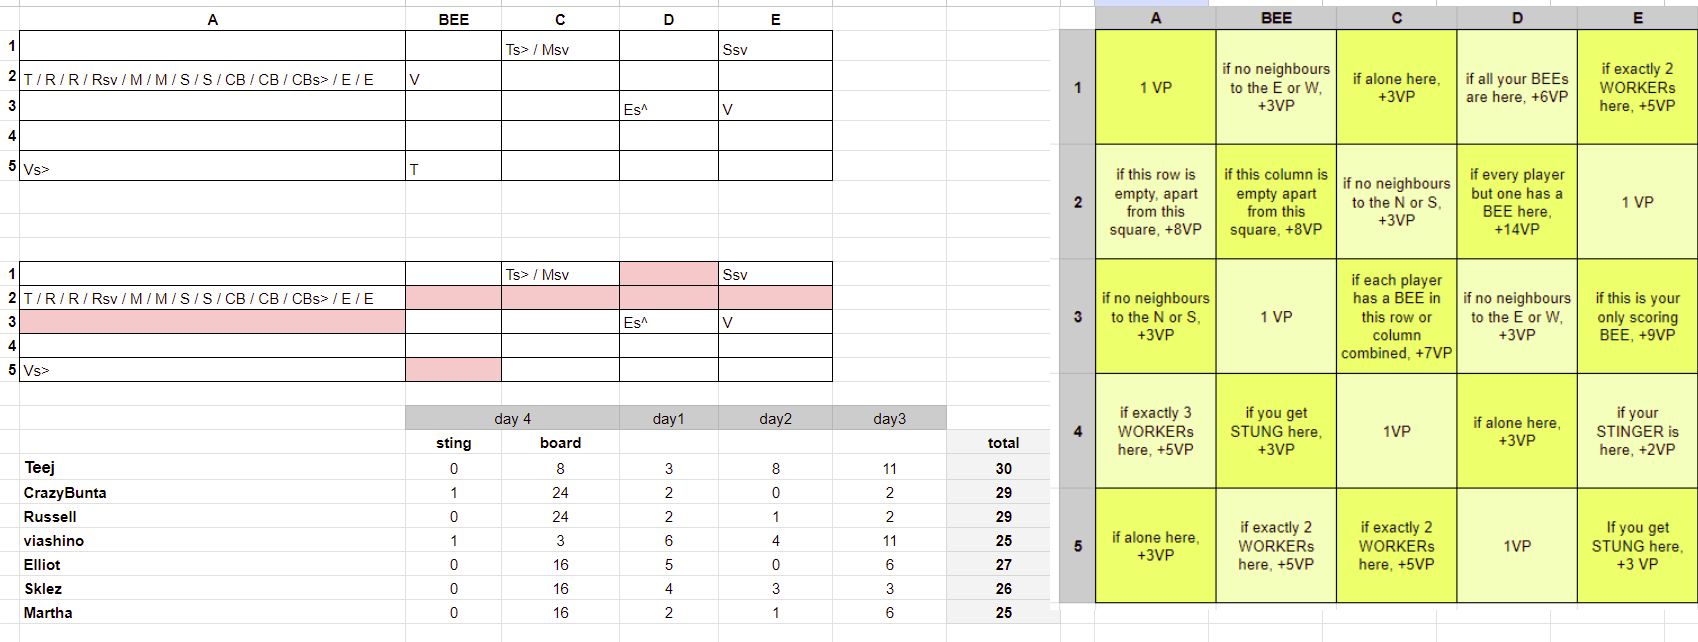 A BEE C D E
1 Ts> / Msv Ssv
2 T / R / R / Rsv / M / M / S / S / CB / CB / CBs> / E / E V
3 Es^ V
4
5 Vs> T
1 Ts> / Msv Ssv
2 T / R / R / Rsv / M / M / S / S / CB / CB / CBs> / E / E
3 Es^ V
4
5 Vs>
day 4 day1 day2 day3
sting board total
Teej 0 8 3 8 11 30
CrazyBunta 1 24 2 0 2 29
Russell 0 24 2 1 2 29
viashino 1 3 6 4 11 25
Elliot 0 16 5 0 6 27
Sklez 0 16 4 3 3 26
Martha 0 16 2 1 6 25
A BEE C D E
1
1 VP
if no neighbours
to the E or W,
+3VP
if alone here,
+3VP
if all your BEEs
are here, +6VP
if exactly 2
WORKERs
here, +5VP
2
if this row is
empty, apart
from this
square, +8VP
if this column is
empty apart
from this
square, +8VP
if no neighbours
to the N or S,
+3VP
if every player
but one has a
BEE here,
+14VP
1 VP
3
if no neighbours
to the N or S,
+3VP
1 VP
if each player
has a BEE in
this row or
column
combined, +7VP
if no neighbours
to the E or W,
+3VP
if this is your
only scoring
BEE, +9VP
4
if exactly 3
WORKERs
here, +5VP
if you get
STUNG here,
+3VP
1VP
if alone here,
+3VP
if your
STINGER is
here, +2VP
5
if alone here,
+3VP
if exactly 2
WORKERs
here, +5VP
if exactly 2
WORKERs
here, +5VP
1VP
If you get
STUNG here,
+3 VP